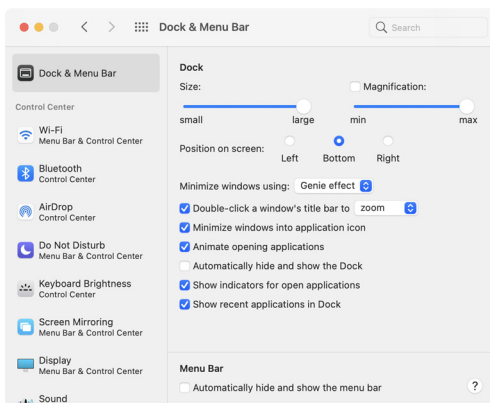 Dock & Menu Bar
Search
Dock & Menu Bar
Control Center
Wi-Fi
Menu Bar & Control Center
Bluetooth
Control Center
AirDrop
Control Center
Do Not Disturb
Menu Bar & Control Center
Keyboard Brightness
Control Center
Screen Mirroring
Menu Bar & Control Center
Display
Menu Bar & Control Center
Sound
Dock
Size:
Magnification:
small large min max
Position on screen:
Left Bottom Right
Minimize windows using: Genie effect
Double-click a window's title bar to zoom
Minimize windows into application icon
Animate opening applications
Automatically hide and show the Dock
Show indicators for open applications
Show recent applications in Dock
Menu Bar
Automatically hide and show the menu bar ?